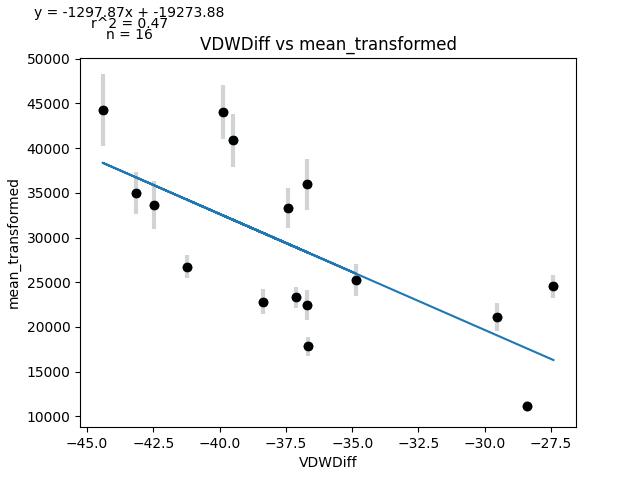 y = -1297.87x + -19273.88
r^2 = 0.47
n = 16
VDWDiff vs mean_transformed
50000
45000
40000
35000
30000
25000
20000
15000
10000
mean_transformed
−45.0 −42.5 −40.0 −37.5 −35.0 −32.5 −30.0 −27.5
VDWDiff